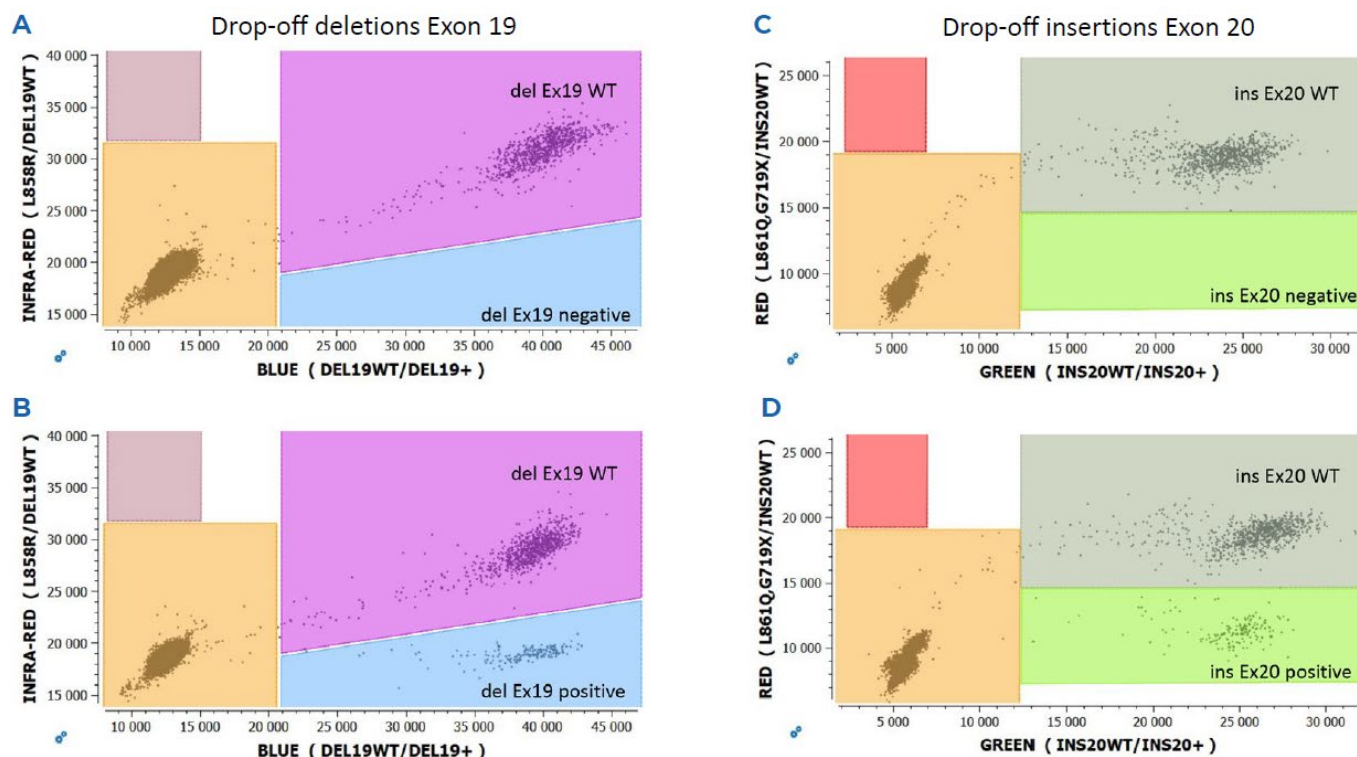 A
Drop-off deletions Exon 19
INFRA-RED ( L858R/DEL19WT)
40 000
35 000
30 000
25 000
20 000
15 000
del Ex19 WT
del Ex19 negative
10 000 15 000 20 000 25 000 30 000 35 000 40 000 45 000
BLUE ( DEL19WT/DEL19+ )
B
INFRA-RED ( L858R/DEL19WT)
40 000
35 000
30 000
25 000
20 000
15 000
del Ex19 WT
del Ex19 positive
10 000 15 000 20 000 25 000 30 000 35 000 40 000 45 000
BLUE ( DEL19WT/DEL19+ )
C
Drop-off insertions Exon 20
RED ( L861Q,G719X/INS20WT)
25 000
20 000
15 000
10 000
ins Ex20 WT
ins Ex20 negative
5 000 10 000 15 000 20 000 25 000 30 000
GREEN ( INS20WT/INS20+ )
D
RED ( L861Q,G719X/INS20WT)
25 000
20 000
15 000
10 000
ins Ex20 WT
ins Ex20 positive
5 000 10 000 15 000 20 000 25 000 30 000
GREEN ( INS20WT/INS20+ )